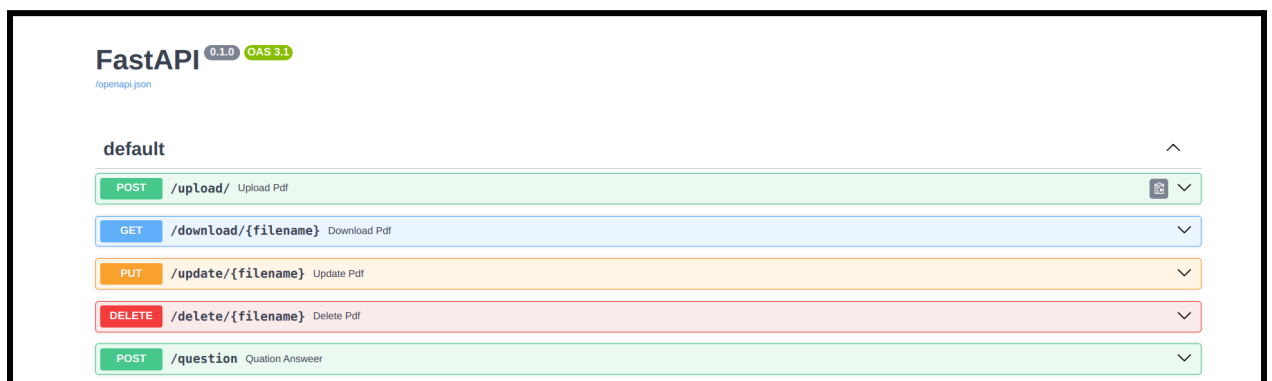 FastAPI 0.1.0 OAS 3.1
/openapi.json
default
POST /upload/ Upload Pdf
GET /download/{filename} Download Pdf
PUT /update/{filename} Update Pdf
DELETE /delete/{filename} Delete Pdf
POST /question Quation Answeer